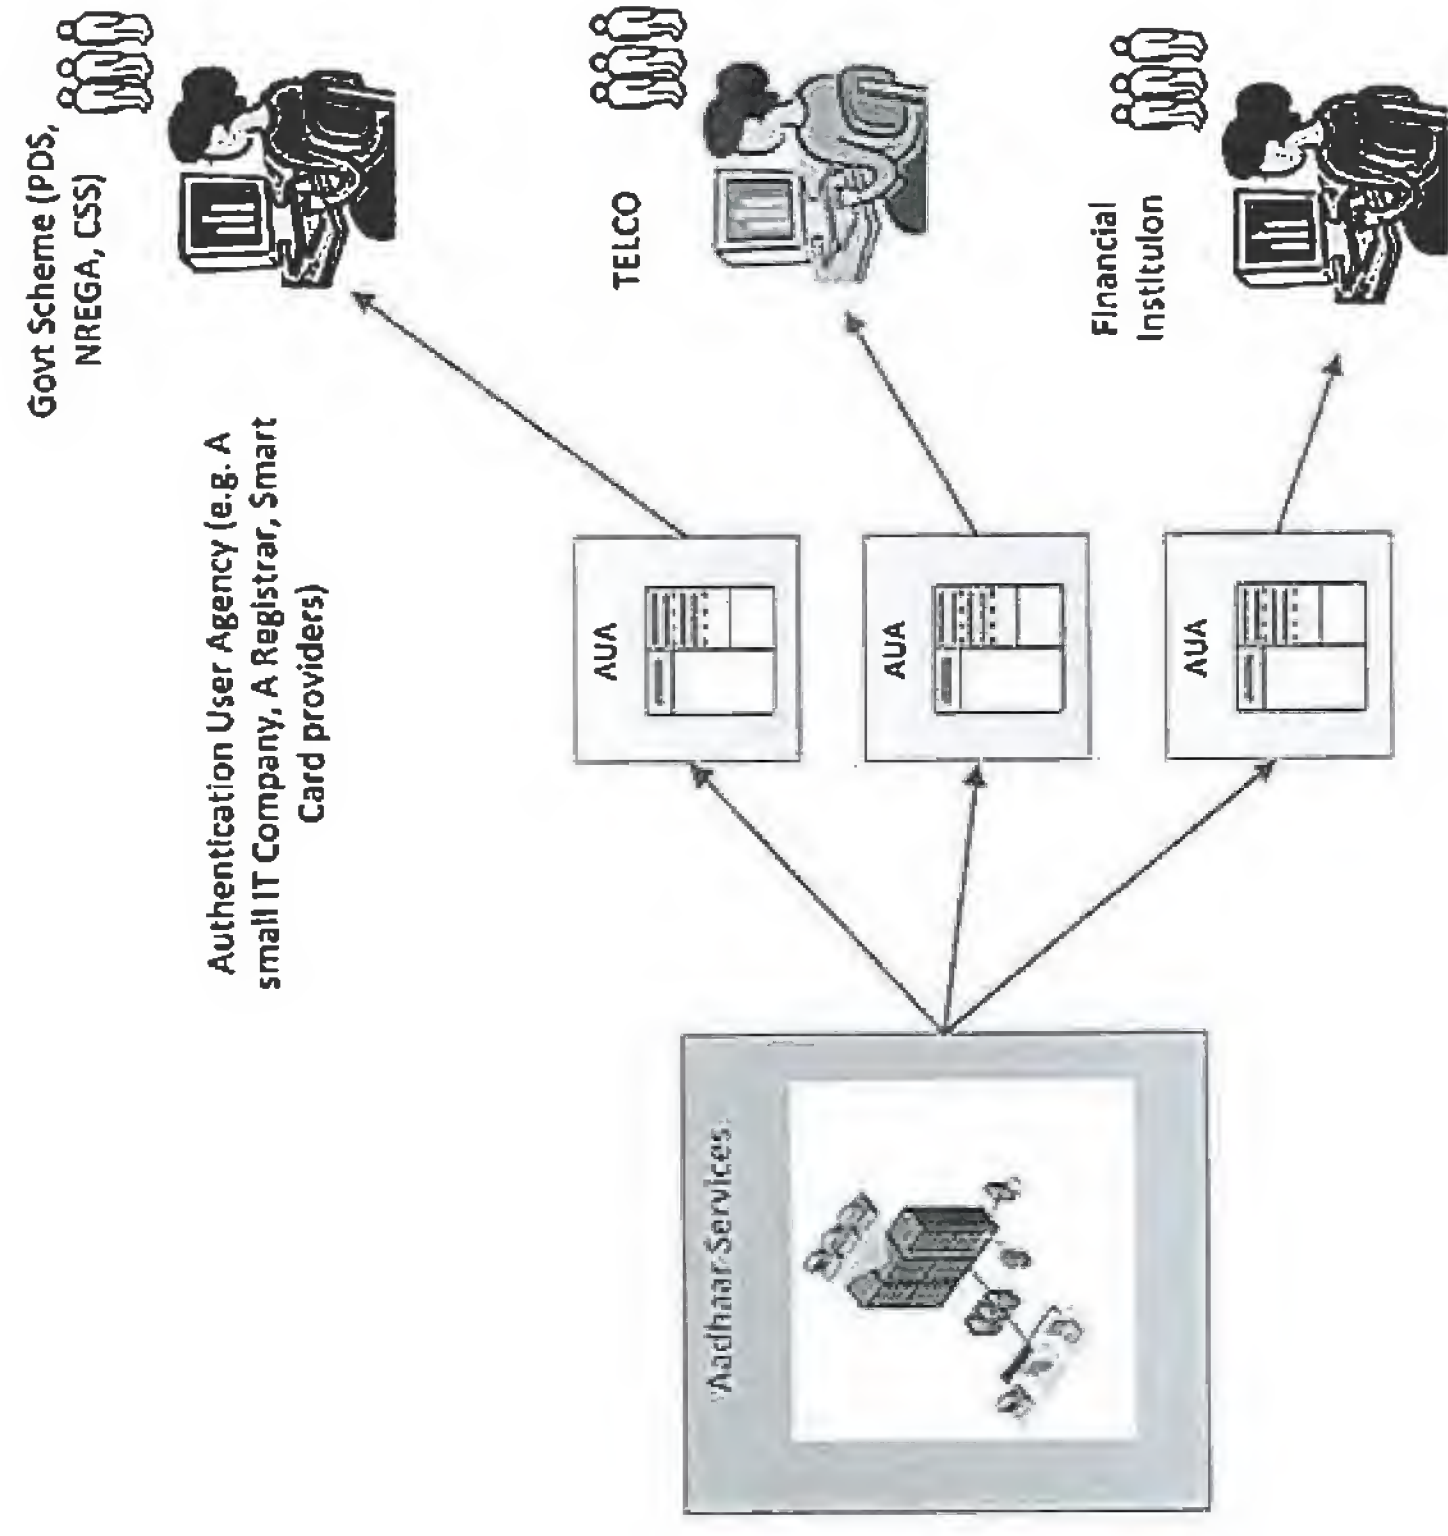 Govt Scheme (PDS,
NREGA, CSS)
Authentication User Agency (e.g. A
small IT Company, A Registrar, Smart
Card providers)
TELCO
Financial
Institulon
AUA
AUA
AUA
Aadhaar Services